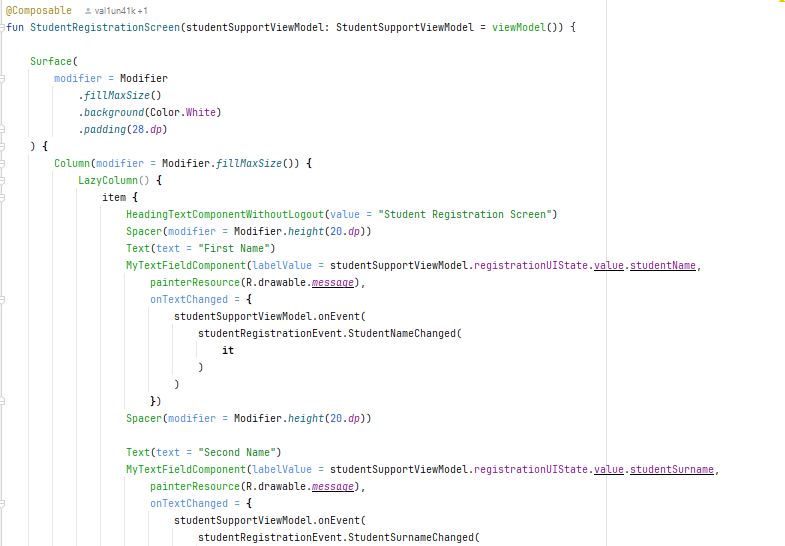 @Composable val1un41k +1
fun StudentRegistrationScreen(studentSupportViewModel: StudentSupportViewModel = viewModel()) {
Surface(
modifier = Modifier
.fillMaxSize()
.background(Color.White)
.padding(28.dp)
) {
Column(modifier = Modifier.fillMaxSize()) {
LazyColumn() {
item {
HeadingTextComponentWithoutLogout(value = "Student Registration Screen")
Spacer(modifier = Modifier.height(20.dp))
Text(text = "First Name")
MyTextFieldComponent(labelValue = studentSupportViewModel.registrationUIState.value.studentName,
painterResource(R.drawable.message),
onTextChanged = {
studentSupportViewModel.onEvent(
studentRegistrationEvent.StudentNameChanged(
it
)
)
})
Spacer(modifier = Modifier.height(20.dp))
Text(text = "Second Name")
MyTextFieldComponent(labelValue = studentSupportViewModel.registrationUIState.value.studentSurname,
painterResource(R.drawable.message),
onTextChanged = {
studentSupportViewModel.onEvent(
studentRegistrationEvent.StudentSurnameChanged(